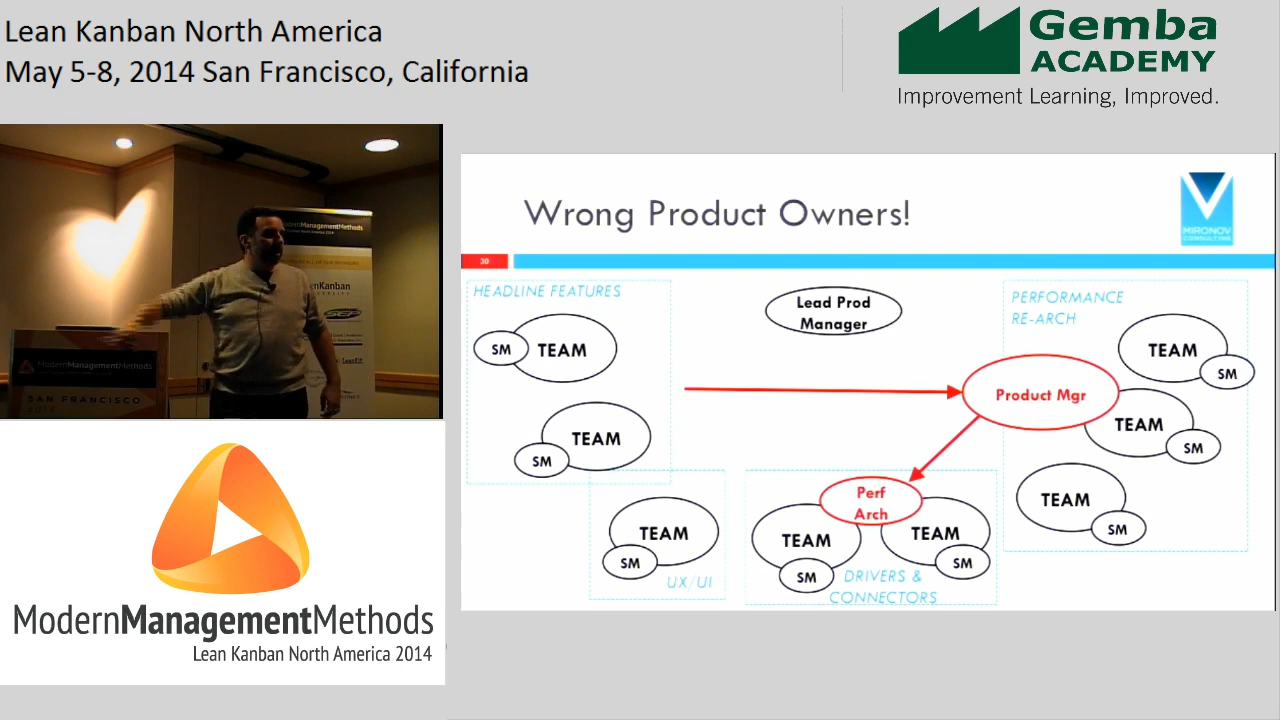 Lean Kanban North America
May 5-8, 2014 San Francisco, California
Gemba
ACADEMY
Improvement Learning, Improved.
ModernManagementMethods
SAN FRANCISCO
ModernManagementMethods
Lean Kanban North America 2014
Wrong Product Owners!
MIRONOV
CONSULTING
30
HEADLINE FEATURES
SM
TEAM
TEAM
SM
Lead Prod
Manager
PERFORMANCE
RE-ARCH
TEAM
SM
Product Mgr
TEAM
SM
TEAM
SM
TEAM
SM
UX/UI
Perf
Arch
TEAM
SM
TEAM
SM
DRIVERS &
CONNECTORS